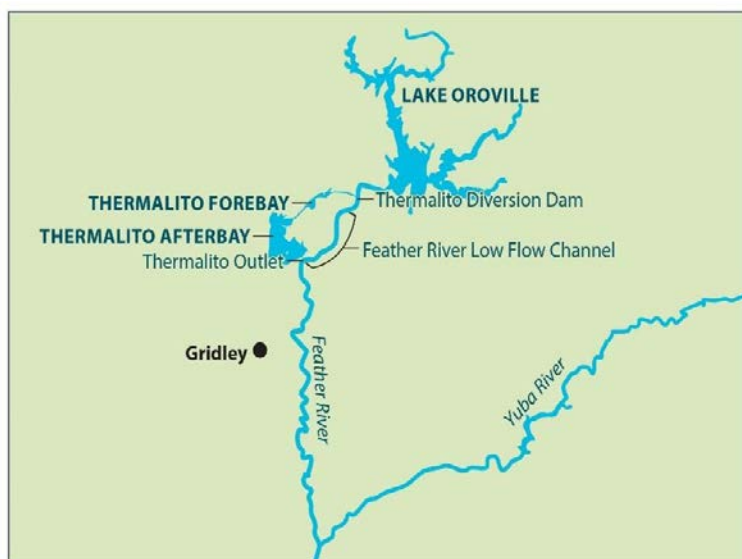 LAKE OROVILLE
THERMALITO FOREBAY
Thermalito Diversion Dam
THERMALITO AFTERBAY
Feather River Low Flow Channel
Thermalito Outlet
Gridley
Feather River
Yuba River